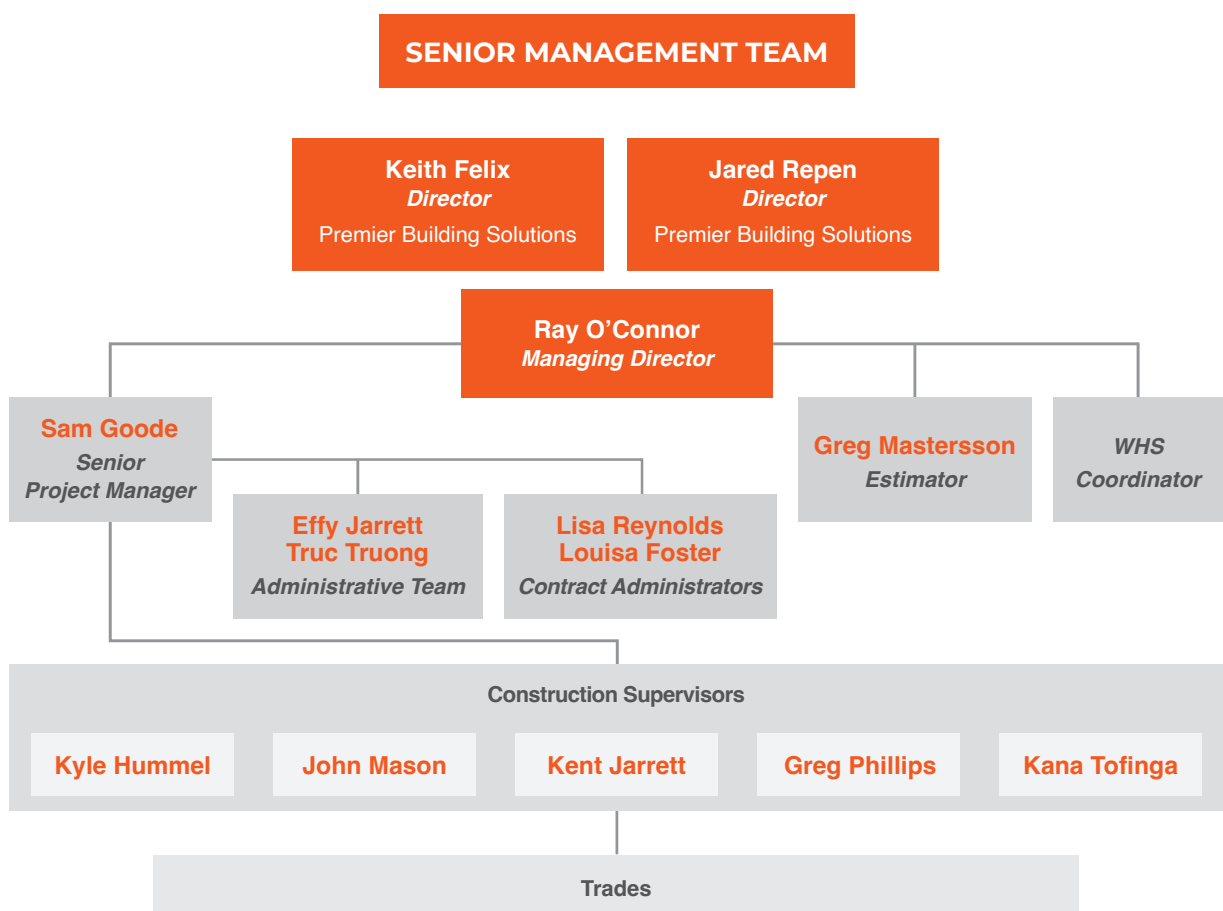 SENIOR MANAGEMENT TEAM
Keith Felix
Director
Premier Building Solutions
Jared Repen
Director
Premier Building Solutions
Ray O’Connor
Managing Director
Sam Goode
Senior
Project Manager
Greg Mastersson
Estimator
WHS
Coordinator
Effy Jarrett
Truc Truong
Administrative Team
Lisa Reynolds
Louisa Foster
Contract Administrators
Construction Supervisors
Kyle Hummel
John Mason
Kent Jarrett
Greg Phillips
Kana Tofinga
Trades